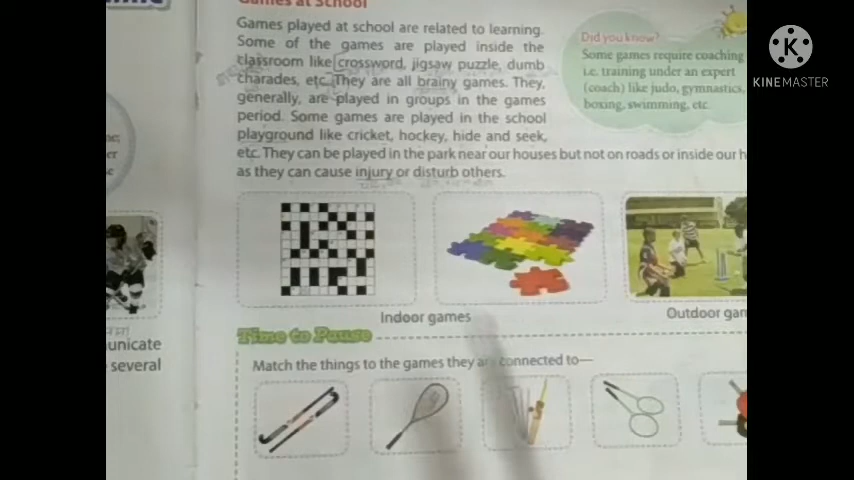 Games at School
Games played at school are related to learning.
Some of the games are played inside the
classroom like crossword, jigsaw puzzle, dumb
charades, etc. They are all brainy games. They,
generally, are played in groups in the games
period. Some games are played in the school
playground like cricket, hockey, hide and seek,
etc. They can be played in the park near our houses but not on roads or inside our h
as they can cause injury or disturb others.
Did you know?
Some games require coaching
i.e. training under an expert
(coach) like judo, gymnastics,
boxing, swimming, etc.
K
KINEMASTER
Indoor games
Outdoor gam
Time to Pause
Match the things to the games they are connected to—
unicate
several